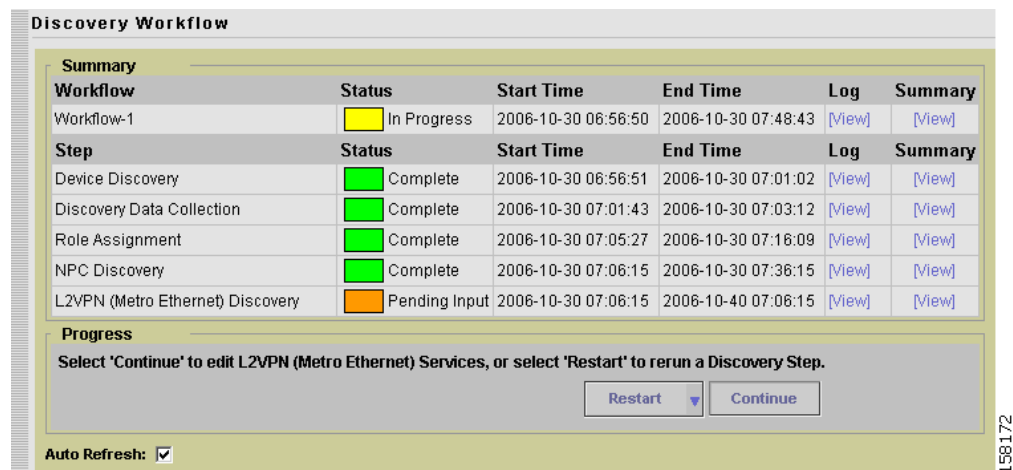 Discovery Workflow
Summary
Workflow Status Start Time End Time Log Summary
Workflow-1 In Progress 2006-10-30 06:56:50 2006-10-30 07:48:43 [View] [View]
Step Status Start Time End Time Log Summary
Device Discovery Complete 2006-10-30 06:56:51 2006-10-30 07:01:02 [View] [View]
Discovery Data Collection Complete 2006-10-30 07:01:43 2006-10-30 07:03:12 [View] [View]
Role Assignment Complete 2006-10-30 07:05:27 2006-10-30 07:16:09 [View] [View]
NPC Discovery Complete 2006-10-30 07:06:15 2006-10-30 07:36:15 [View] [View]
L2VPN (Metro Ethernet) Discovery Pending Input 2006-10-30 07:06:15 2006-10-40 07:06:15 [View] [View]
Progress
Select 'Continue' to edit L2VPN (Metro Ethernet) Services, or select 'Restart' to rerun a Discovery Step.
Restart Continue
Auto Refresh:
158172